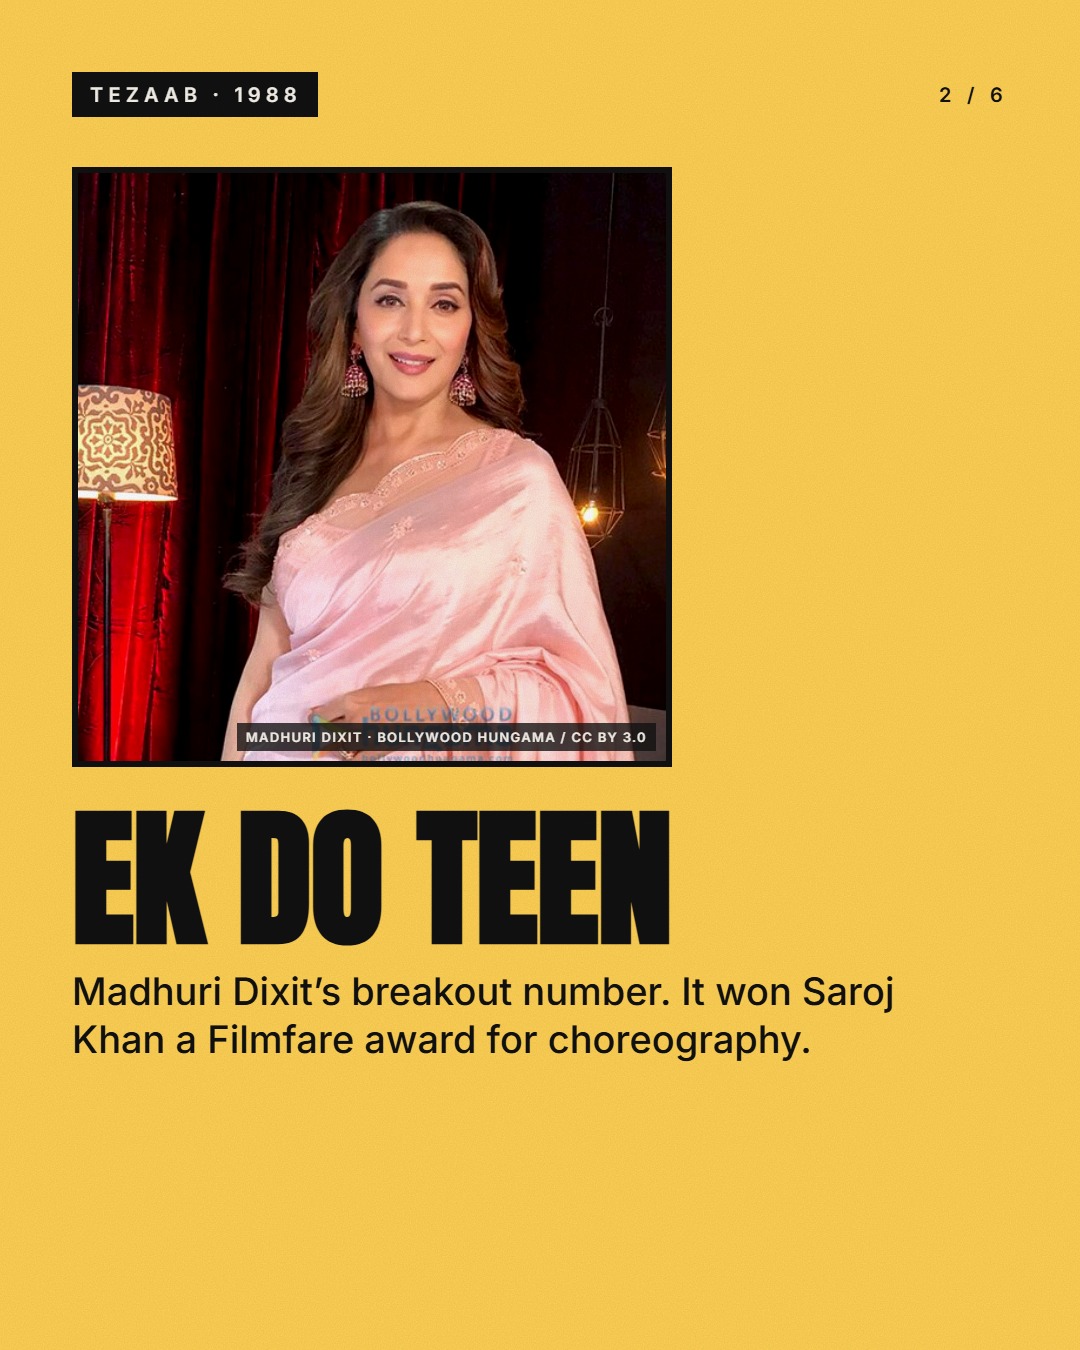 TEZAAB · 1988
2 / 6
BOLLYWOOD
MADHURI DIXIT · BOLLYWOOD HUNGAMA / CC BY 3.0
EK DO TEEN
Madhuri Dixit’s breakout number. It won Saroj
Khan a Filmfare award for choreography.